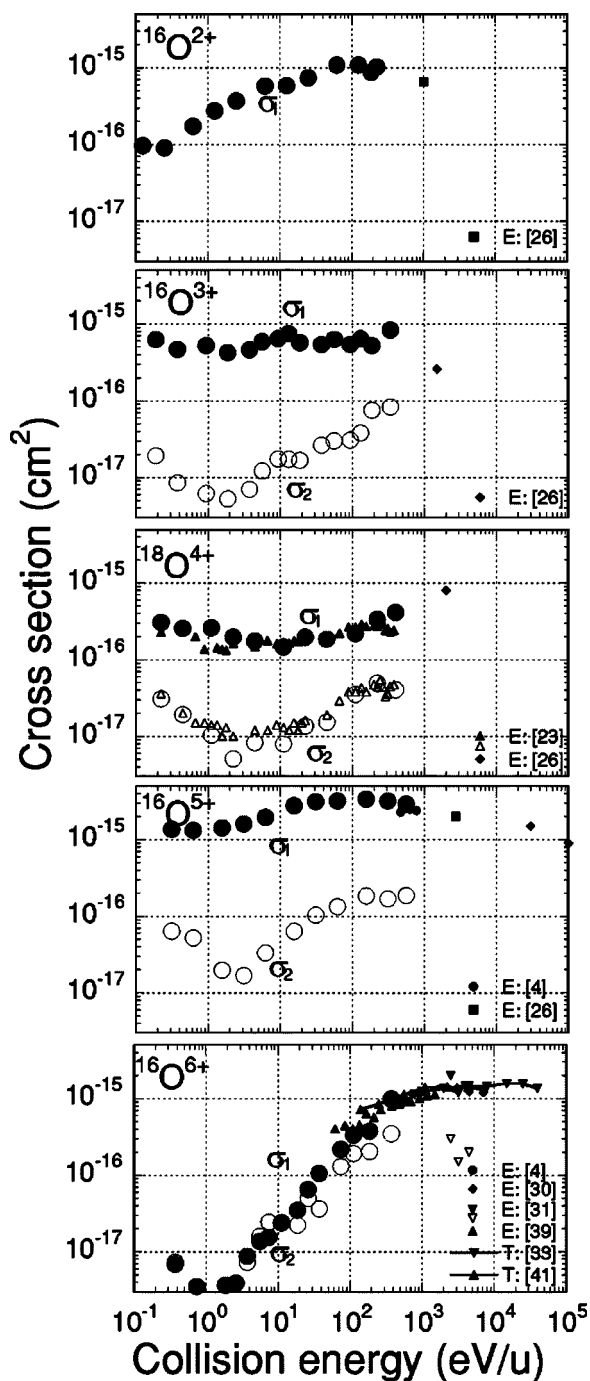 16O2+
10-15
10-16
10-17
σ1
E: [26]
16O3+
10-15
10-16
10-17
σ1
σ2
E: [26]
18O4+
10-15
10-16
10-17
σ1
σ2
E: [23]
E: [26]
16O5+
10-15
10-16
10-17
σ1
σ2
E: [4]
E: [26]
16O6+
10-15
10-16
10-17
σ1
σ2
E: [4]
E: [30]
E: [31]
E: [39]
T: [33]
T: [41]
10-1 100 101 102 103 104 105
Collision energy (eV/u)
Cross section (cm2)